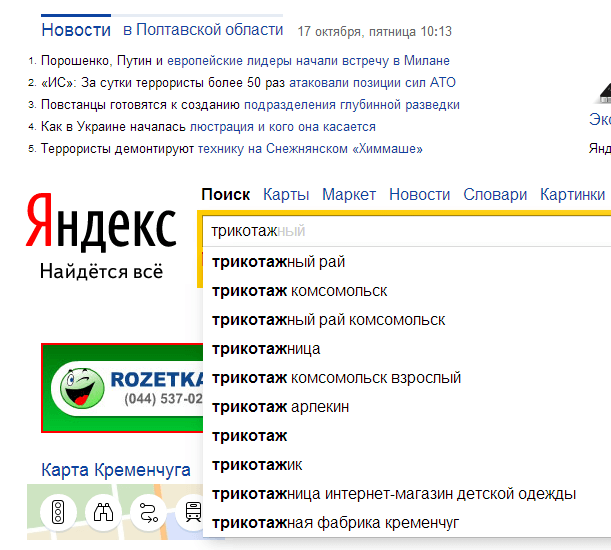 Новости в Полтавской области 17 октября, пятница 10:13
1. Порошенко, Путин и европейские лидеры начали встречу в Милане
2. «ИС»: За сутки террористы более 50 раз атаковали позиции сил АТО
3. Повстанцы готовятся к созданию подразделения глубинной разведки
4. Как в Украине началась люстрация и кого она касается
5. Террористы демонтируют технику на Снежнянском «Химмаше»
Эко
Янд
Поиск Карты Маркет Новости Словари Картинки
Яндекс
Найдётся всё
трикотажный
трикотажный рай
трикотаж комсомольск
трикотажный рай комсомольск
трикотажница
трикотаж комсомольск взрослый
трикотаж арлекин
трикотаж
трикотажик
трикотажница интернет-магазин детской одежды
трикотажная фабрика кременчуг
ROZETKA
(044) 537-02
Карта Кременчуга